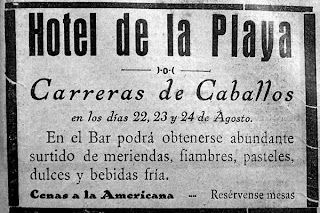 Hotel de la Playa
)-o-(
Carreras de Caballos
en los días 22, 23 y 24 de Agosto.
En el Bar podrá obtenerse abundante
surtido de meriendas, fiambres, pasteles,
dulces y bebidas fría.
Cenas a la Americana --- Resérvense mesas